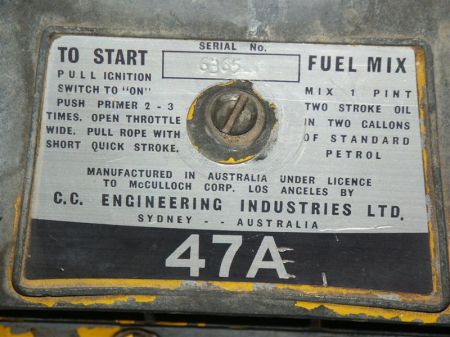 SERIAL No.
6365
TO START
PULL IGNITION
SWITCH TO "ON"
PUSH PRIMER 2 - 3
TIMES. OPEN THROTTLE
WIDE. PULL ROPE WITH
SHORT QUICK STROKE.
FUEL MIX
MIX 1 PINT
TWO STROKE OIL
IN TWO GALLONS
OF STANDARD
PETROL
MANUFACTURED IN AUSTRALIA UNDER LICENCE
TO McCULLOCH CORP. LOS ANGELES BY
C.C. ENGINEERING INDUSTRIES LTD.
SYDNEY - - AUSTRALIA
47A